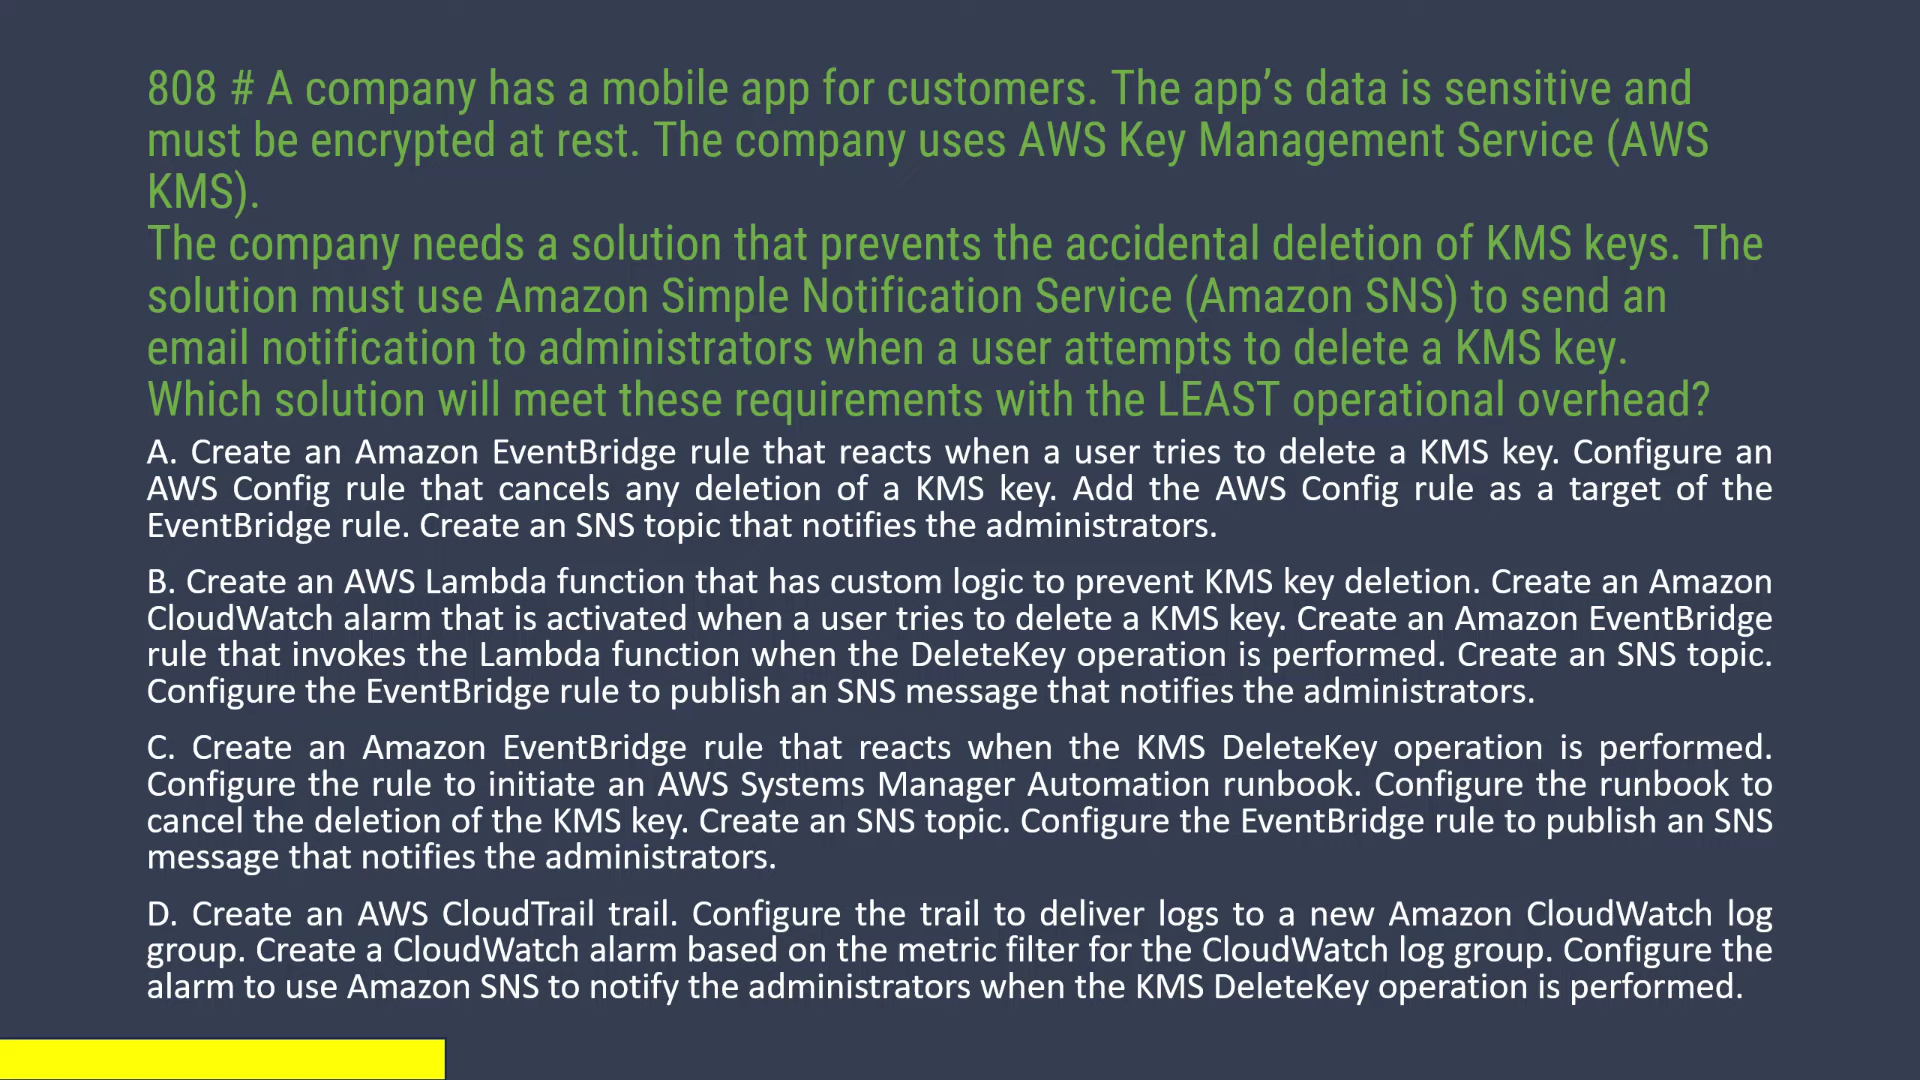 808 # A company has a mobile app for customers. The app’s data is sensitive and
must be encrypted at rest. The company uses AWS Key Management Service (AWS
KMS).
The company needs a solution that prevents the accidental deletion of KMS keys. The
solution must use Amazon Simple Notification Service (Amazon SNS) to send an
email notification to administrators when a user attempts to delete a KMS key.
Which solution will meet these requirements with the LEAST operational overhead?
A. Create an Amazon EventBridge rule that reacts when a user tries to delete a KMS key. Configure an
AWS Config rule that cancels any deletion of a KMS key. Add the AWS Config rule as a target of the
EventBridge rule. Create an SNS topic that notifies the administrators.
B. Create an AWS Lambda function that has custom logic to prevent KMS key deletion. Create an Amazon
CloudWatch alarm that is activated when a user tries to delete a KMS key. Create an Amazon EventBridge
rule that invokes the Lambda function when the DeleteKey operation is performed. Create an SNS topic.
Configure the EventBridge rule to publish an SNS message that notifies the administrators.
C. Create an Amazon EventBridge rule that reacts when the KMS DeleteKey operation is performed.
Configure the rule to initiate an AWS Systems Manager Automation runbook. Configure the runbook to
cancel the deletion of the KMS key. Create an SNS topic. Configure the EventBridge rule to publish an SNS
message that notifies the administrators.
D. Create an AWS CloudTrail trail. Configure the trail to deliver logs to a new Amazon CloudWatch log
group. Create a CloudWatch alarm based on the metric filter for the CloudWatch log group. Configure the
alarm to use Amazon SNS to notify the administrators when the KMS DeleteKey operation is performed.